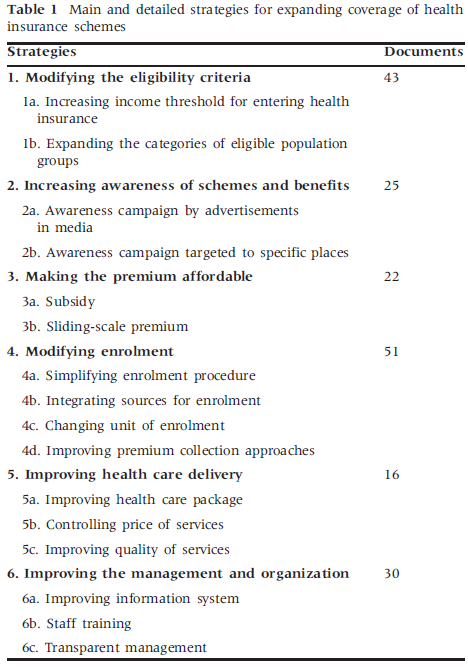 Table 1 Main and detailed strategies for expanding coverage of health
insurance schemes
Strategies Documents
1. Modifying the eligibility criteria 43
1a. Increasing income threshold for entering health
insurance
1b. Expanding the categories of eligible population
groups
2. Increasing awareness of schemes and benefits 25
2a. Awareness campaign by advertisements
in media
2b. Awareness campaign targeted to specific places
3. Making the premium affordable 22
3a. Subsidy
3b. Sliding-scale premium
4. Modifying enrolment 51
4a. Simplifying enrolment procedure
4b. Integrating sources for enrolment
4c. Changing unit of enrolment
4d. Improving premium collection approaches
5. Improving health care delivery 16
5a. Improving health care package
5b. Controlling price of services
5c. Improving quality of services
6. Improving the management and organization 30
6a. Improving information system
6b. Staff training
6c. Transparent management